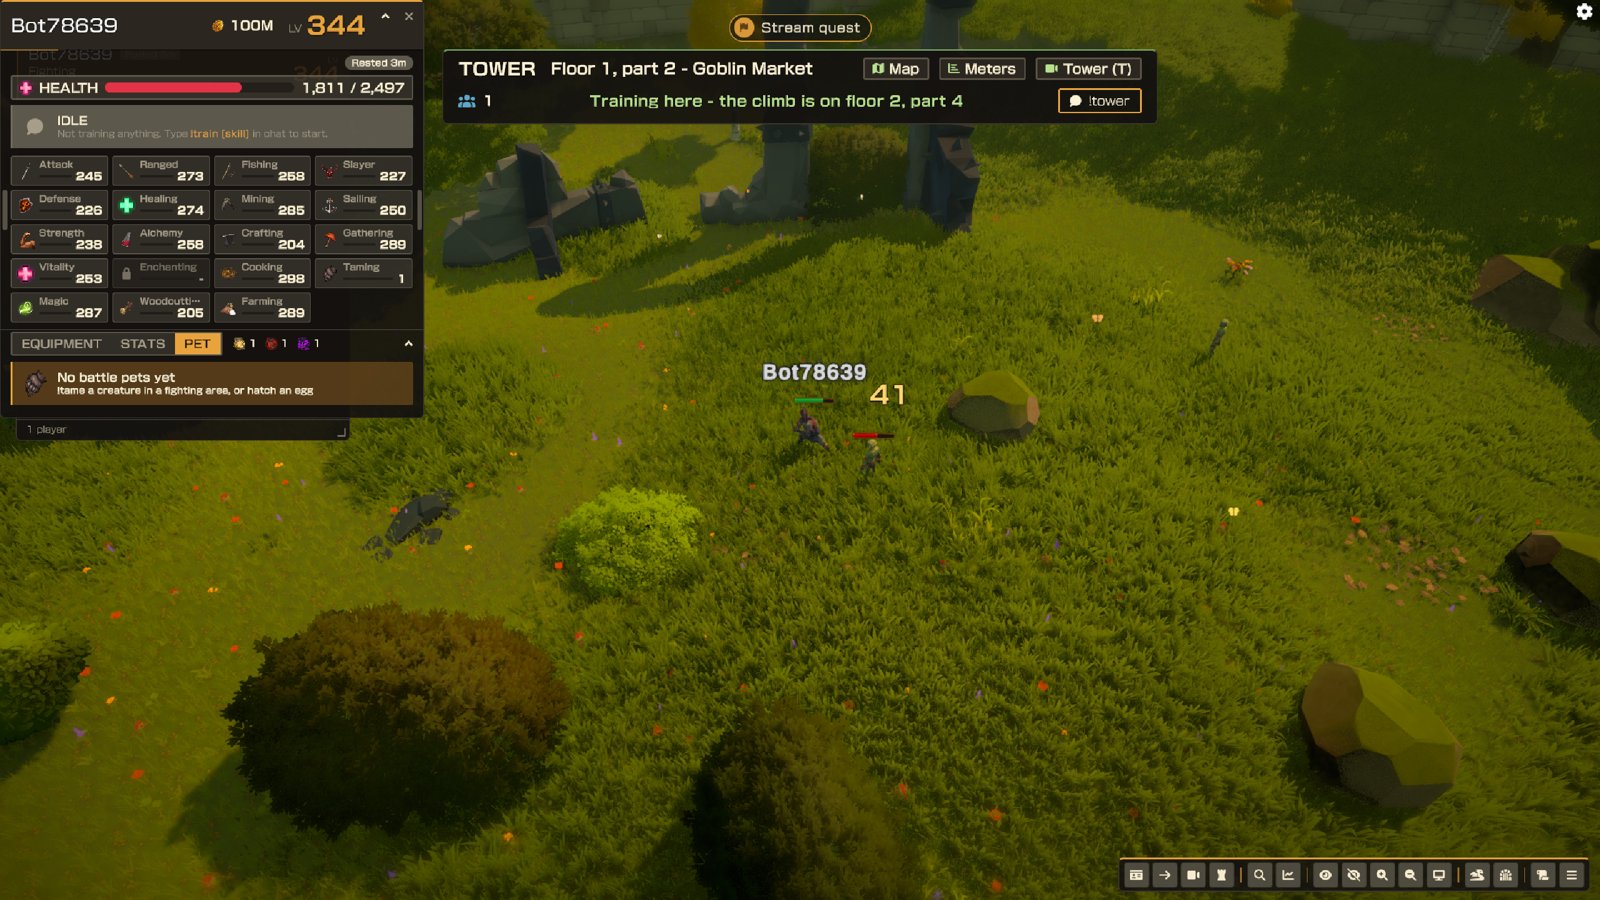 Bot78639
100M
LV 344
Bot78639
Fighting
344
Rested 3m
HEALTH 1,811 / 2,497
IDLE
Not training anything. Type !train [skill] in chat to start.
Attack 245
Ranged 273
Fishing 258
Slayer 227
Defense 226
Healing 274
Mining 285
Sailing 250
Strength 238
Alchemy 258
Crafting 204
Gathering 289
Vitality 253
Enchanting -
Cooking 298
Taming 1
Magic 287
Woodcutti... 205
Farming 289
EQUIPMENT STATS PET 1 1 1
No battle pets yet
!tame a creature in a fighting area, or hatch an egg
1 player
Stream quest
TOWER Floor 1, part 2 - Goblin Market
Map
Meters
Tower (T)
1
Training here - the climb is on floor 2, part 4
!tower
Bot78639
41